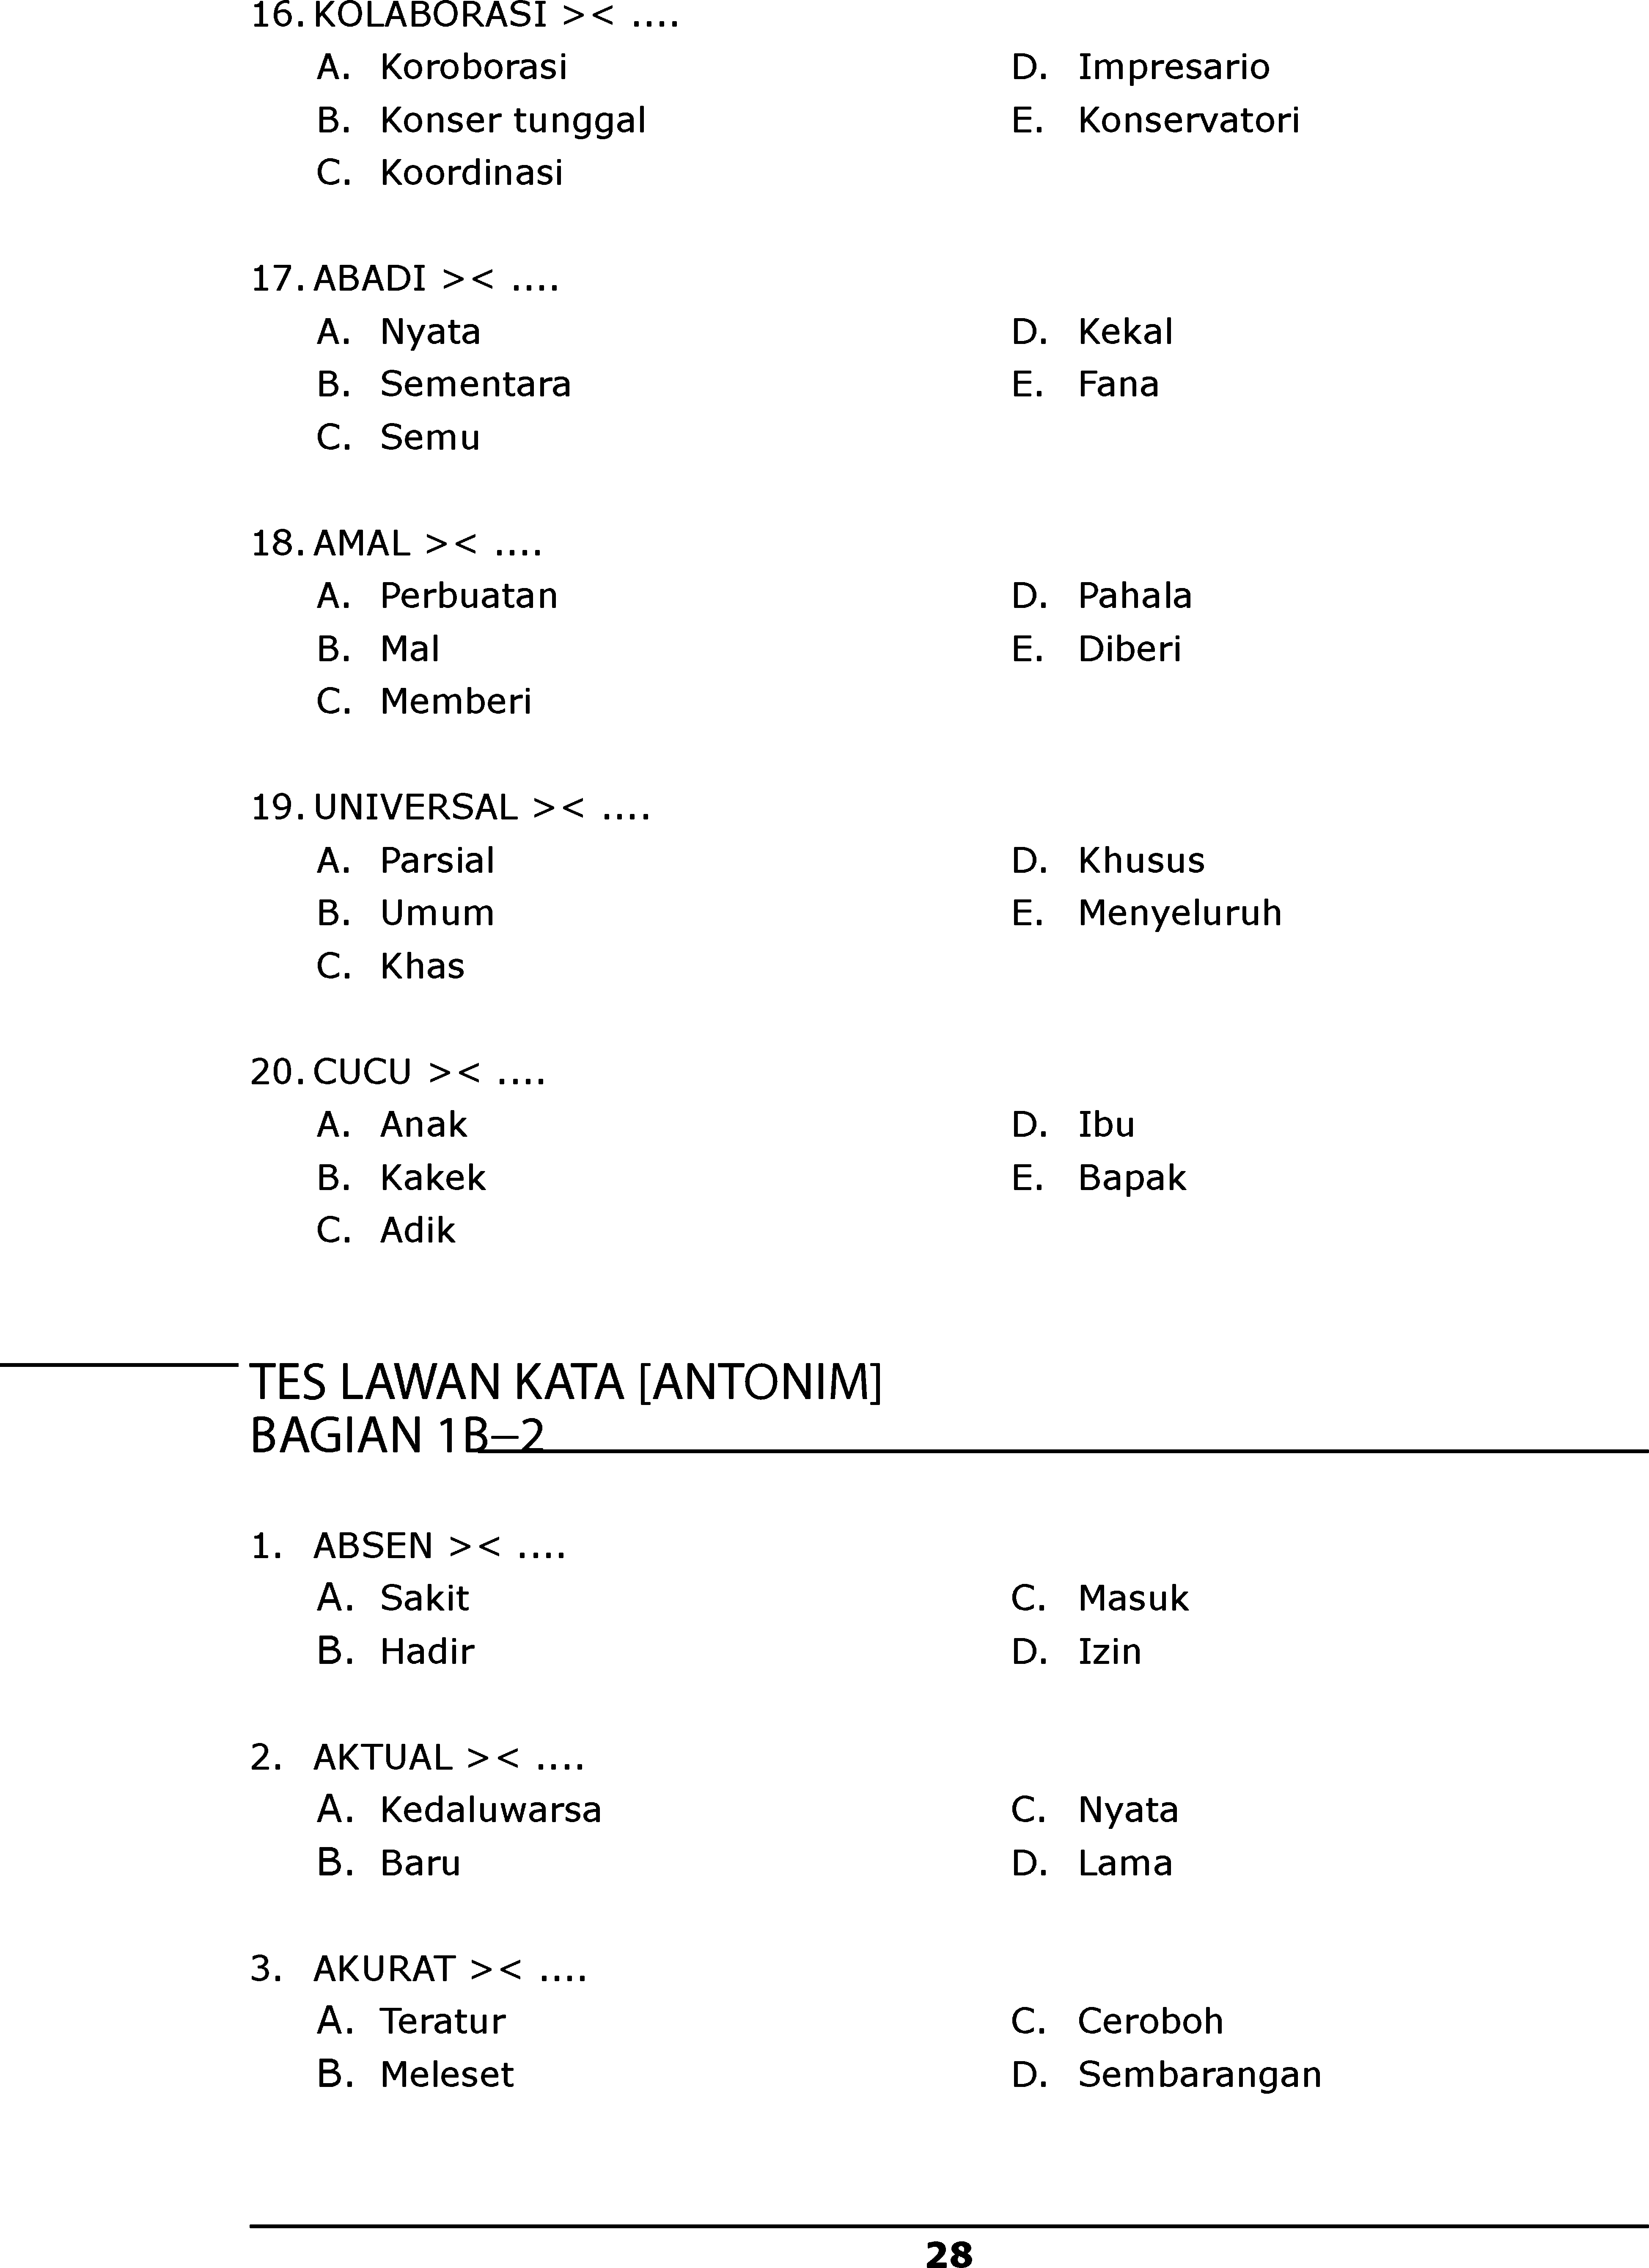 16. KOLABORASI >< ....
A. Koroborasi
B. Konser tunggal
C. Koordinasi
D. Impresario
E. Konservatori
17. ABADI >< ....
A. Nyata
B. Sementara
C. Semu
D. Kekal
E. Fana
18. AMAL >< ....
A. Perbuatan
B. Mal
C. Memberi
D. Pahala
E. Diberi
19. UNIVERSAL >< ....
A. Parsial
B. Umum
C. Khas
D. Khusus
E. Menyeluruh
20. CUCU >< ....
A. Anak
B. Kakek
C. Adik
D. Ibu
E. Bapak
TES LAWAN KATA [ANTONIM]
BAGIAN 1B–2
1. ABSEN >< ....
A. Sakit
B. Hadir
C. Masuk
D. Izin
2. AKTUAL >< ....
A. Kedaluwarsa
B. Baru
C. Nyata
D. Lama
3. AKURAT >< ....
A. Teratur
B. Meleset
C. Ceroboh
D. Sembarangan
28